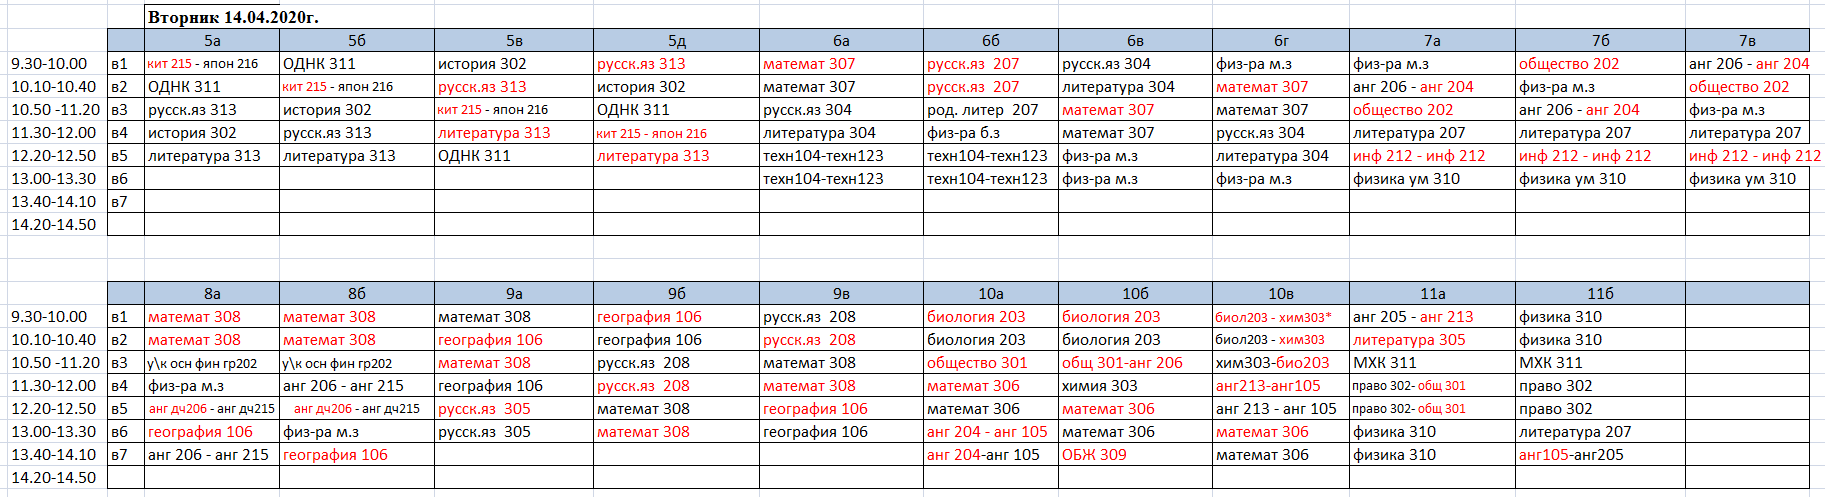 Вторник 14.04.2020г.
5а 5б 5в 5д 6а 6б 6в 6г 7а 7б 7в
9.30-10.00 в1 кит 215 - япон 216 ОДНК 311 история 302 русск.яз 313 математ 307 русск.яз 207 русск.яз 304 физ-ра м.з физ-ра м.з общество 202 анг 206 - анг 204
10.10-10.40 в2 ОДНК 311 кит 215 - япон 216 русск.яз 313 история 302 математ 307 русск.яз 207 литература 304 математ 307 анг 206 - анг 204 физ-ра м.з общество 202
10.50 -11.20 в3 русск.яз 313 история 302 кит 215 - япон 216 ОДНК 311 русск.яз 304 род. литер 207 математ 307 математ 307 общество 202 анг 206 - анг 204 физ-ра м.з
11.30-12.00 в4 история 302 русск.яз 313 литература 313 кит 215 - япон 216 литература 304 физ-ра б.з математ 307 русск.яз 304 литература 207 литература 207 литература 207
12.20-12.50 в5 литература 313 литература 313 ОДНК 311 литература 313 техн104-техн123 техн104-техн123 физ-ра м.з литература 304 инф 212 - инф 212 инф 212 - инф 212 инф 212 - инф 212
13.00-13.30 в6 техн104-техн123 техн104-техн123 физ-ра м.з физ-ра м.з физика ум 310 физика ум 310 физика ум 310
13.40-14.10 в7
14.20-14.50
8а 8б 9а 9б 9в 10а 10б 10в 11а 11б
9.30-10.00 в1 математ 308 математ 308 математ 308 география 106 русск.яз 208 биология 203 биология 203 биол203 - хим303* анг 205 - анг 213 физика 310
10.10-10.40 в2 математ 308 математ 308 география 106 география 106 русск.яз 208 биология 203 биология 203 биол203 - хим303 литература 305 физика 310
10.50 -11.20 в3 у\к осн фин гр202 у\к осн фин гр202 математ 308 русск.яз 208 математ 308 общество 301 общ 301-анг 206 хим303-био203 МХК 311 МХК 311
11.30-12.00 в4 физ-ра м.з анг 206 - анг 215 география 106 русск.яз 208 математ 308 математ 306 химия 303 анг213-анг105 право 302- общ 301 право 302
12.20-12.50 в5 анг дч206 - анг дч215 анг дч206 - анг дч215 русск.яз 305 математ 308 география 106 математ 306 математ 306 анг 213 - анг 105 право 302- общ 301 право 302
13.00-13.30 в6 география 106 физ-ра м.з русск.яз 305 математ 308 география 106 анг 204 - анг 105 математ 306 математ 306 физика 310 литература 207
13.40-14.10 в7 анг 206 - анг 215 география 106 анг 204-анг 105 ОБЖ 309 математ 306 физика 310 анг105-анг205
14.20-14.50